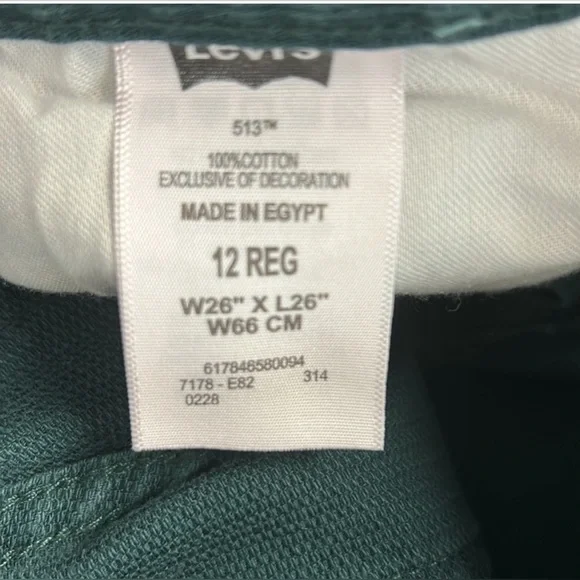 Levi's
513™
100%COTTON
EXCLUSIVE OF DECORATION
MADE IN EGYPT
12 REG
W26" X L26"
W66 CM
617848580094
7178 - E82 314
0228